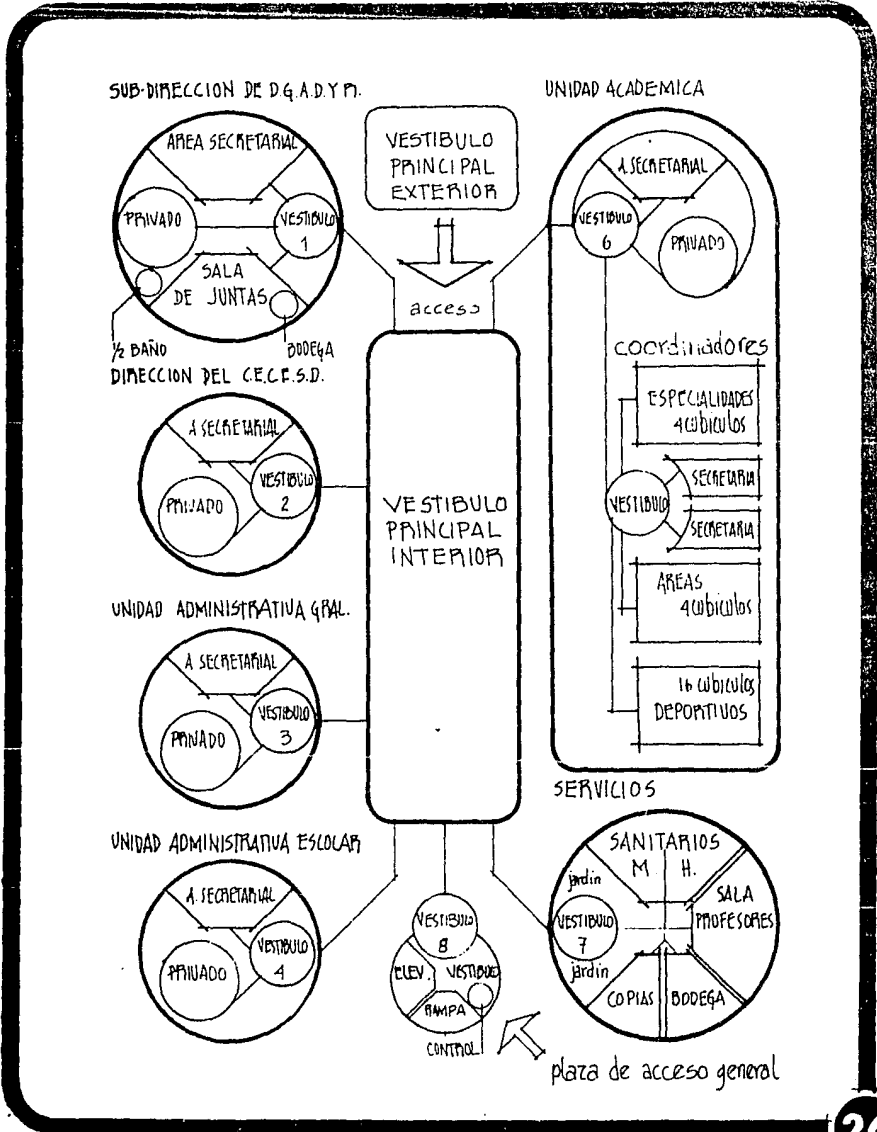 SUB-DIRECCION DE D.G.A.D.Y R.
AREA SECRETARIAL
PRIVADO
VESTIBULO
1
SALA
DE JUNTAS
½ BAÑO
BODEGA
VESTIBULO
PRINCIPAL
EXTERIOR
acceso
UNIDAD ACADEMICA
A. SECRETARIAL
VESTIBULO
6
PRIVADO
coordinadores
ESPECIALIDADES
4 cubiculos
SECRETARIA
VESTIBULO
SECRETARIA
AREAS
4 cubiculos
16 cubiculos
DEPORTIVOS
DIRECCION DEL C.E.C.E.S.D.
A SECRETARIAL
VESTIBULO
2
PRIVADO
VESTIBULO
PRINCIPAL
INTERIOR
UNIDAD ADMINISTRATIVA GRAL.
A SECRETARIAL
VESTIBULO
3
PRIVADO
UNIDAD ADMINISTRATIVA ESCOLAR
A. SECRETARIAL
VESTIBULO
4
PRIVADO
VESTIBULO
8
ELEV.
RAMPA
CONTROL
SERVICIOS
SANITARIOS
M. H.
jardin
VESTIBULO
7
jardin
SALA
PROFESORES
COPIAS
BODEGA
plaza de acceso general